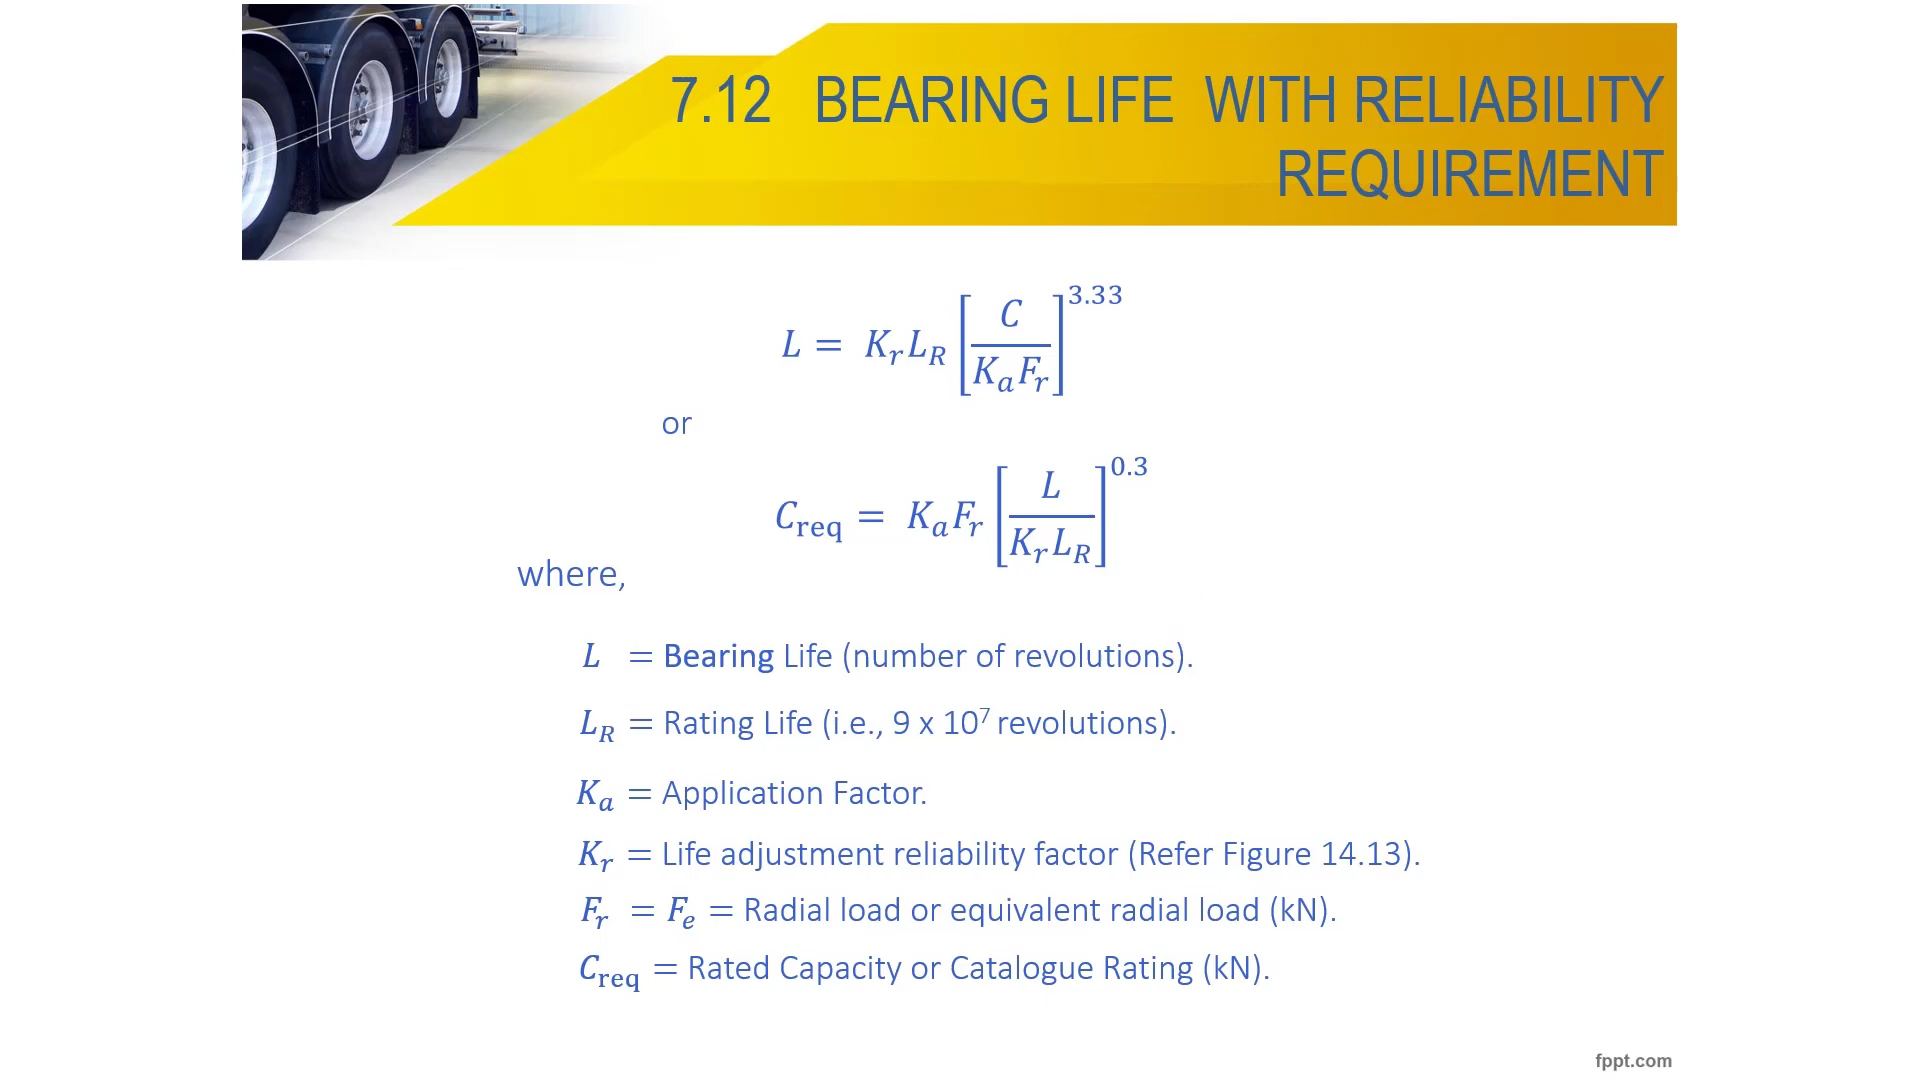 7.12 BEARING LIFE WITH RELIABILITY
REQUIREMENT
L = K_r L_R [C / K_a F_r]^3.33
or
C_req = K_a F_r [L / K_r L_R]^0.3
where,
L = Bearing Life (number of revolutions).
L_R = Rating Life (i.e., 9 x 10^7 revolutions).
K_a = Application Factor.
K_r = Life adjustment reliability factor (Refer Figure 14.13).
F_r = F_e = Radial load or equivalent radial load (kN).
C_req = Rated Capacity or Catalogue Rating (kN).
fppt.com